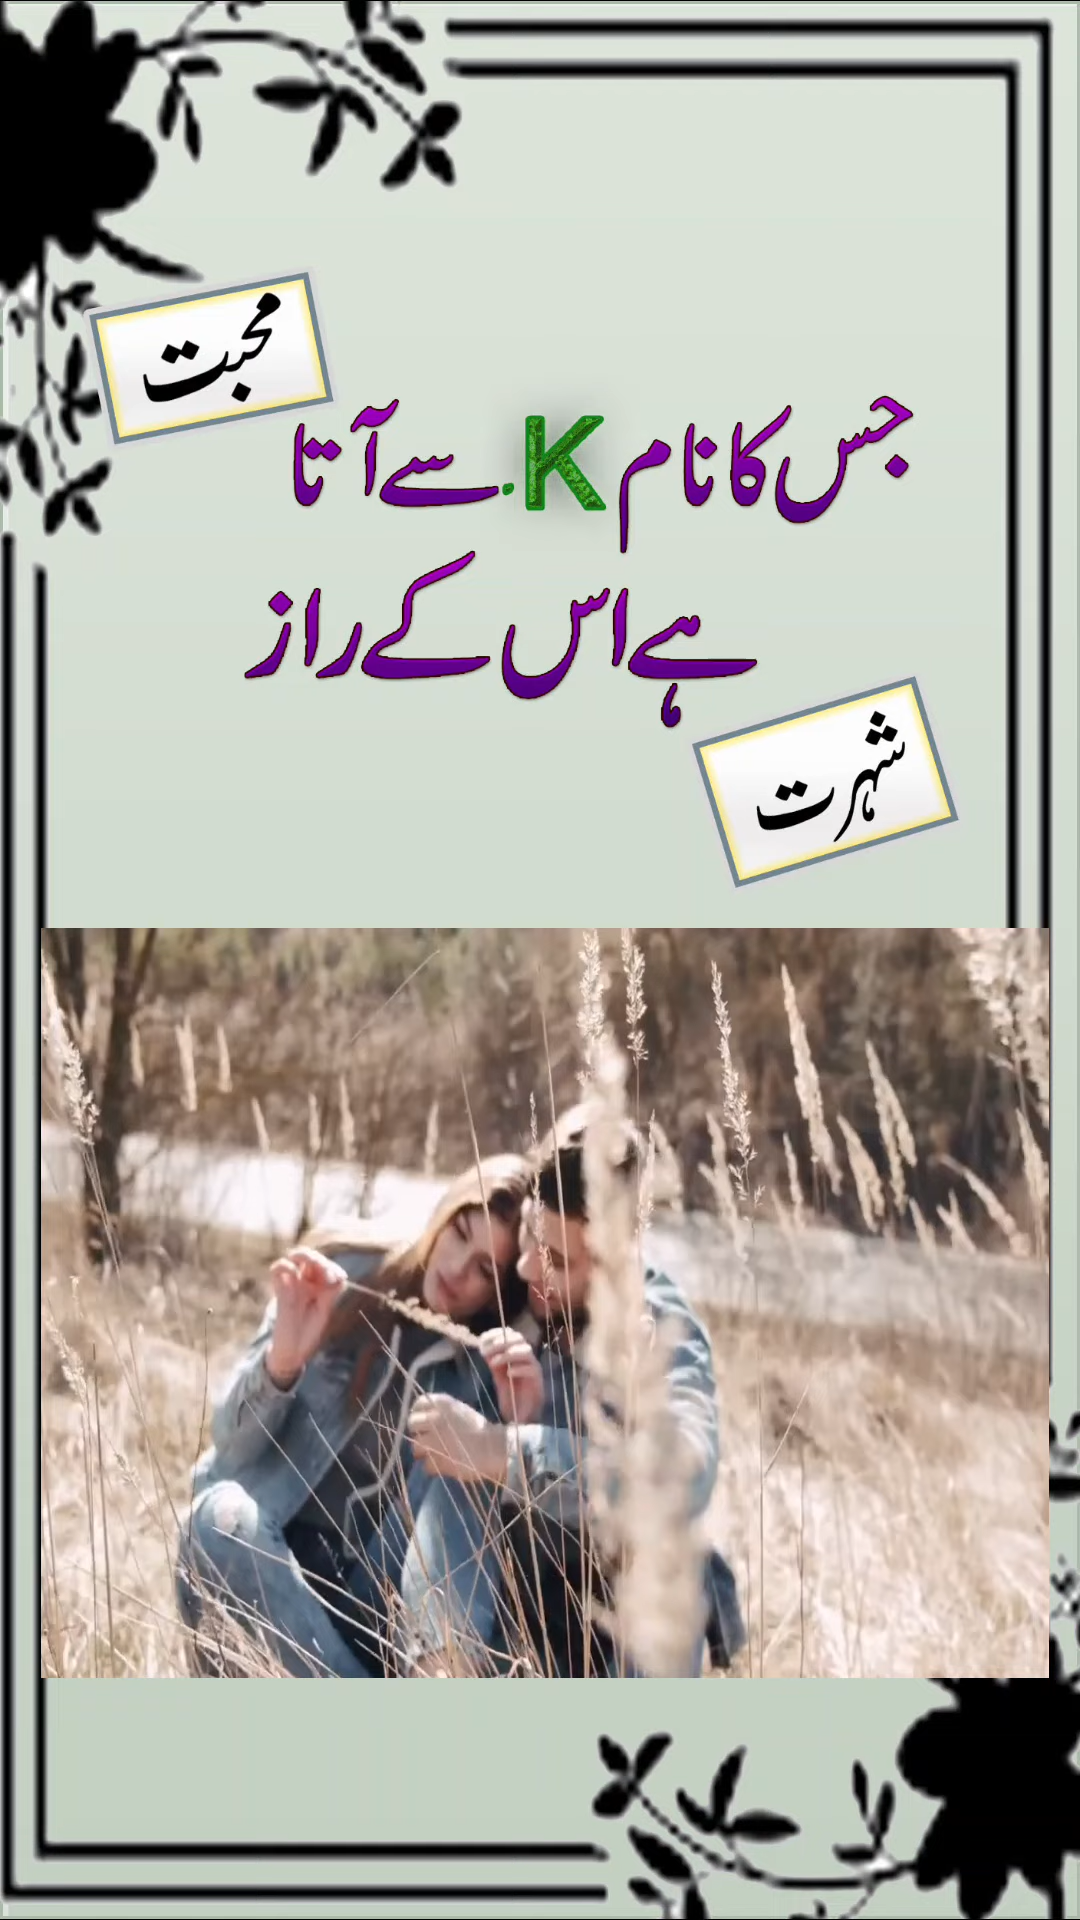 محبت
جس کا نام K. سے آتا
ہے اس کے راز
شہرت